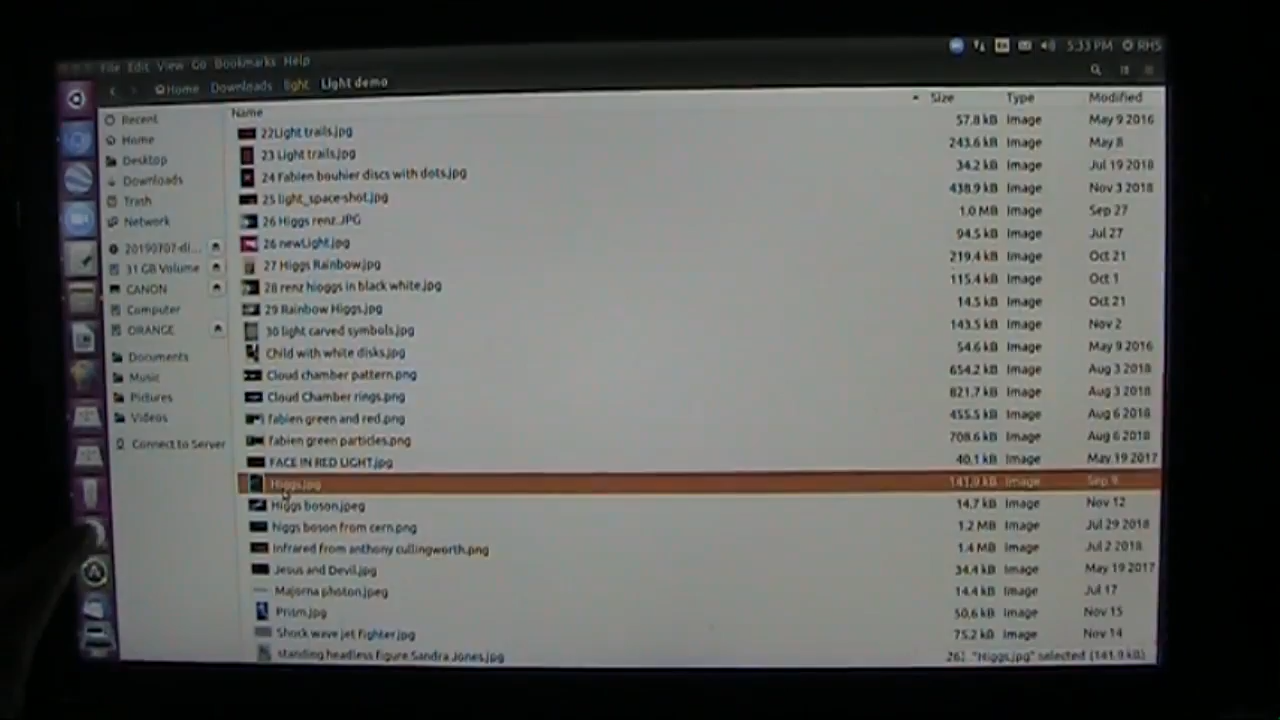 File Edit View Go Bookmarks Help
5:33 PM RHS
Home Downloads light Light demo
Name Size Type Modified
Recent
Home
Desktop
Downloads
Trash
Network
20190707-di...
31 GB Volume
CANON
Computer
ORANGE
Documents
Music
Pictures
Videos
Connect to Server
22Light trails.jpg 57.8 kB Image May 9 2016
23 Light trails.jpg 243.6 kB Image May 8
24 Fabien bouhier discs with dots.jpg 34.2 kB Image Jul 19 2018
25 light_space-shot.jpg 438.9 kB Image Nov 3 2018
26 Higgs renz.JPG 1.0 MB Image Sep 27
26 newLight.jpg 94.5 kB Image Jul 27
27 Higgs Rainbow.jpg 219.4 kB Image Oct 21
28 renz hioggs in black white.jpg 115.4 kB Image Oct 1
29 Rainbow Higgs.jpg 14.5 kB Image Oct 21
30 light carved symbols.jpg 143.5 kB Image Nov 2
Child with white disks.jpg 54.6 kB Image May 9 2016
Cloud chamber pattern.png 654.2 kB Image Aug 3 2018
Cloud Chamber rings.png 821.7 kB Image Aug 3 2018
fabien green and red.png 455.5 kB Image Aug 6 2018
fabien green particles.png 708.6 kB Image Aug 6 2018
FACE IN RED LIGHT.jpg 40.1 kB Image May 19 2017
Higgs.jpg 141.9 kB Image Sep 9
Higgs boson.jpeg 14.7 kB Image Nov 12
higgs boson from cern.png 1.2 MB Image Jul 29 2018
Infrared from anthony cullingworth.png 1.4 MB Image Jul 2 2018
Jesus and Devil.jpg 34.4 kB Image May 19 2017
Majorna photon.jpeg 14.4 kB Image Jul 17
Prism.jpg 50.6 kB Image Nov 15
Shock wave jet fighter.jpg 75.2 kB Image Nov 14
standing headless figure Sandra Jones.jpg
"Higgs.jpg" selected (141.9 kB)